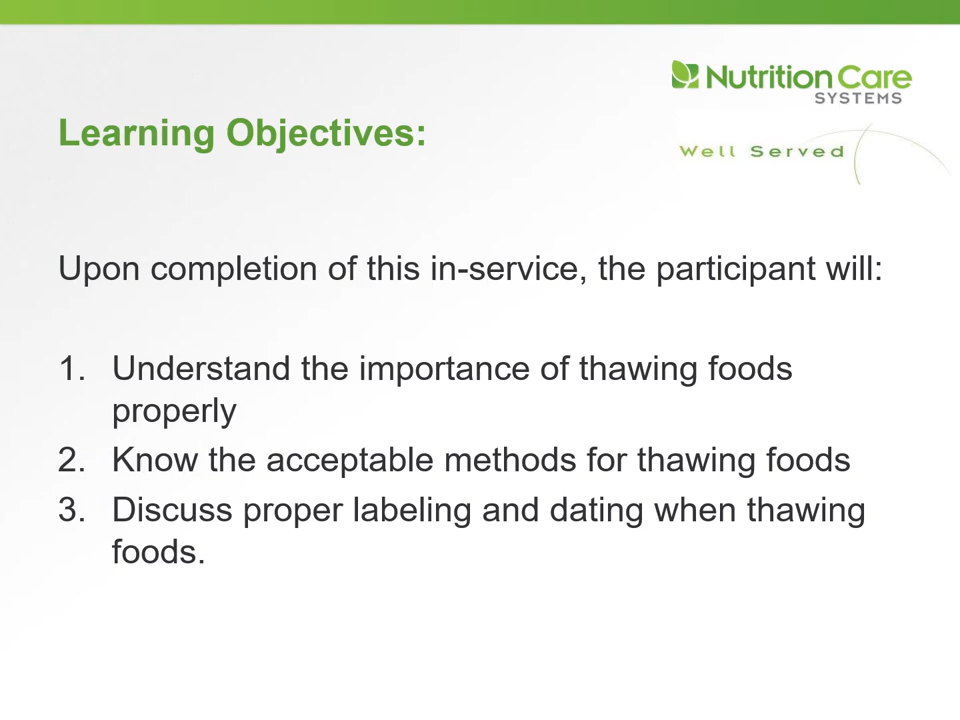 Nutrition Care
SYSTEMS
Learning Objectives:
Well Served
Upon completion of this in-service, the participant will:
1. Understand the importance of thawing foods
properly
2. Know the acceptable methods for thawing foods
3. Discuss proper labeling and dating when thawing
foods.